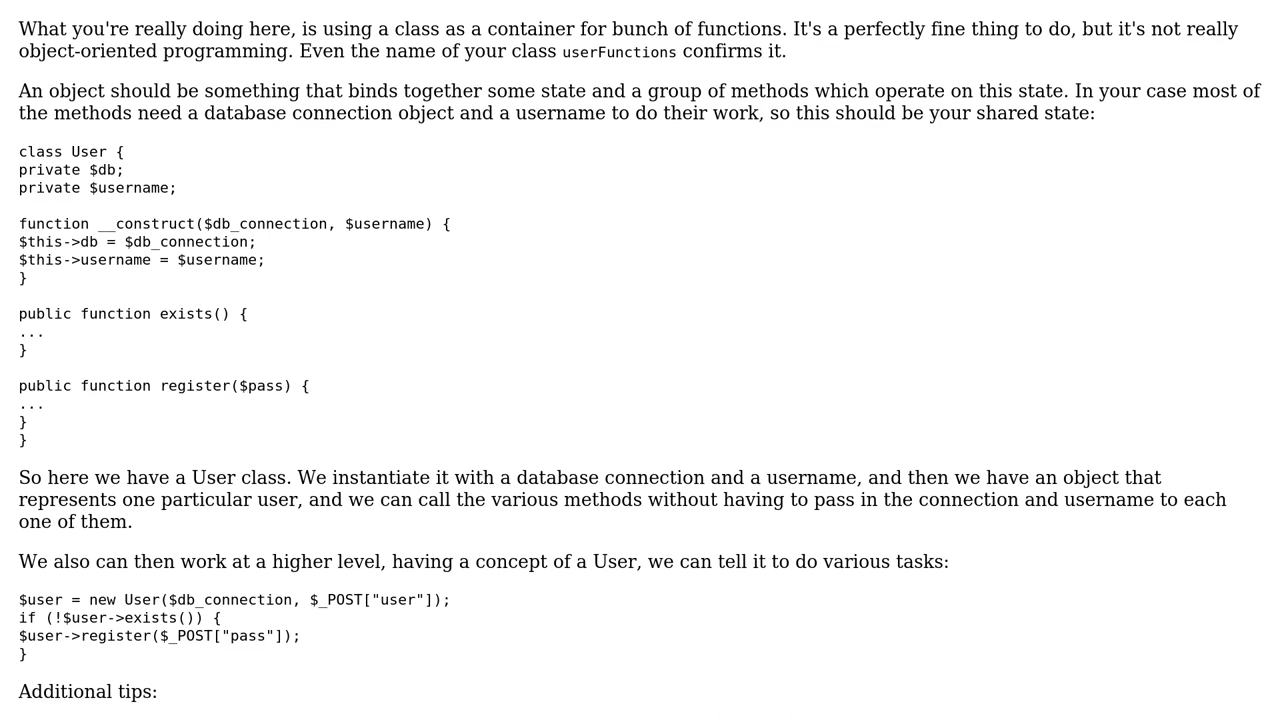 What you're really doing here, is using a class as a container for bunch of functions. It's a perfectly fine thing to do, but it's not really
object-oriented programming. Even the name of your class userFunctions confirms it.
An object should be something that binds together some state and a group of methods which operate on this state. In your case most of
the methods need a database connection object and a username to do their work, so this should be your shared state:
class User {
private $db;
private $username;
function __construct($db_connection, $username) {
$this->db = $db_connection;
$this->username = $username;
}
public function exists() {
...
}
public function register($pass) {
...
}
}
So here we have a User class. We instantiate it with a database connection and a username, and then we have an object that
represents one particular user, and we can call the various methods without having to pass in the connection and username to each
one of them.
We also can then work at a higher level, having a concept of a User, we can tell it to do various tasks:
$user = new User($db_connection, $_POST["user"]);
if (!$user->exists()) {
$user->register($_POST["pass"]);
}
Additional tips: